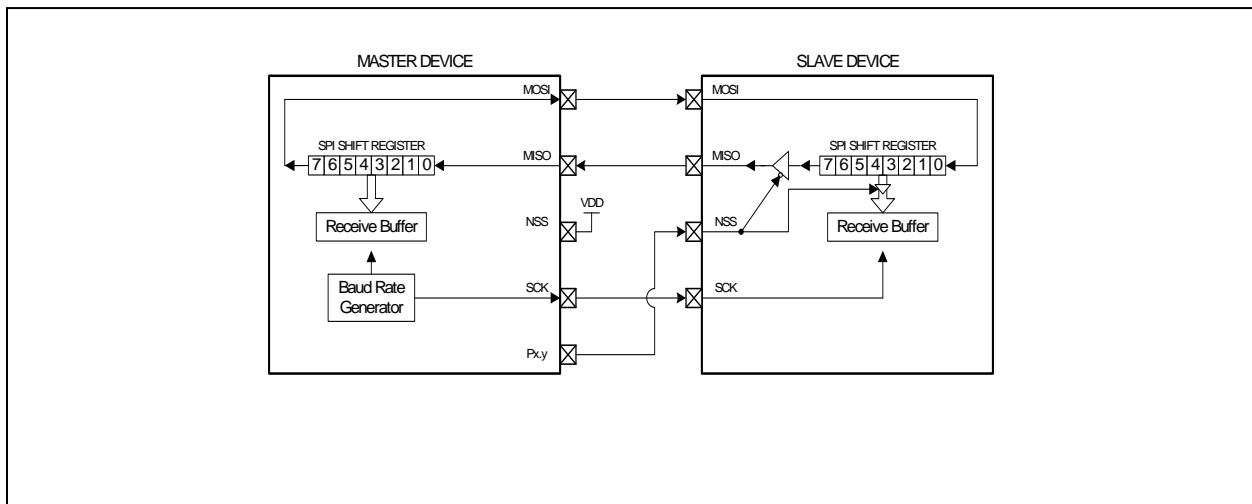 MASTER DEVICE SLAVE DEVICE
MOSI MOSI
SPI SHIFT REGISTER MISO MISO SPI SHIFT REGISTER
7 6 5 4 3 2 1 0 7 6 5 4 3 2 1 0
VDD
NSS NSS
Receive Buffer Receive Buffer
Baud Rate
Generator
SCK SCK
Px.y